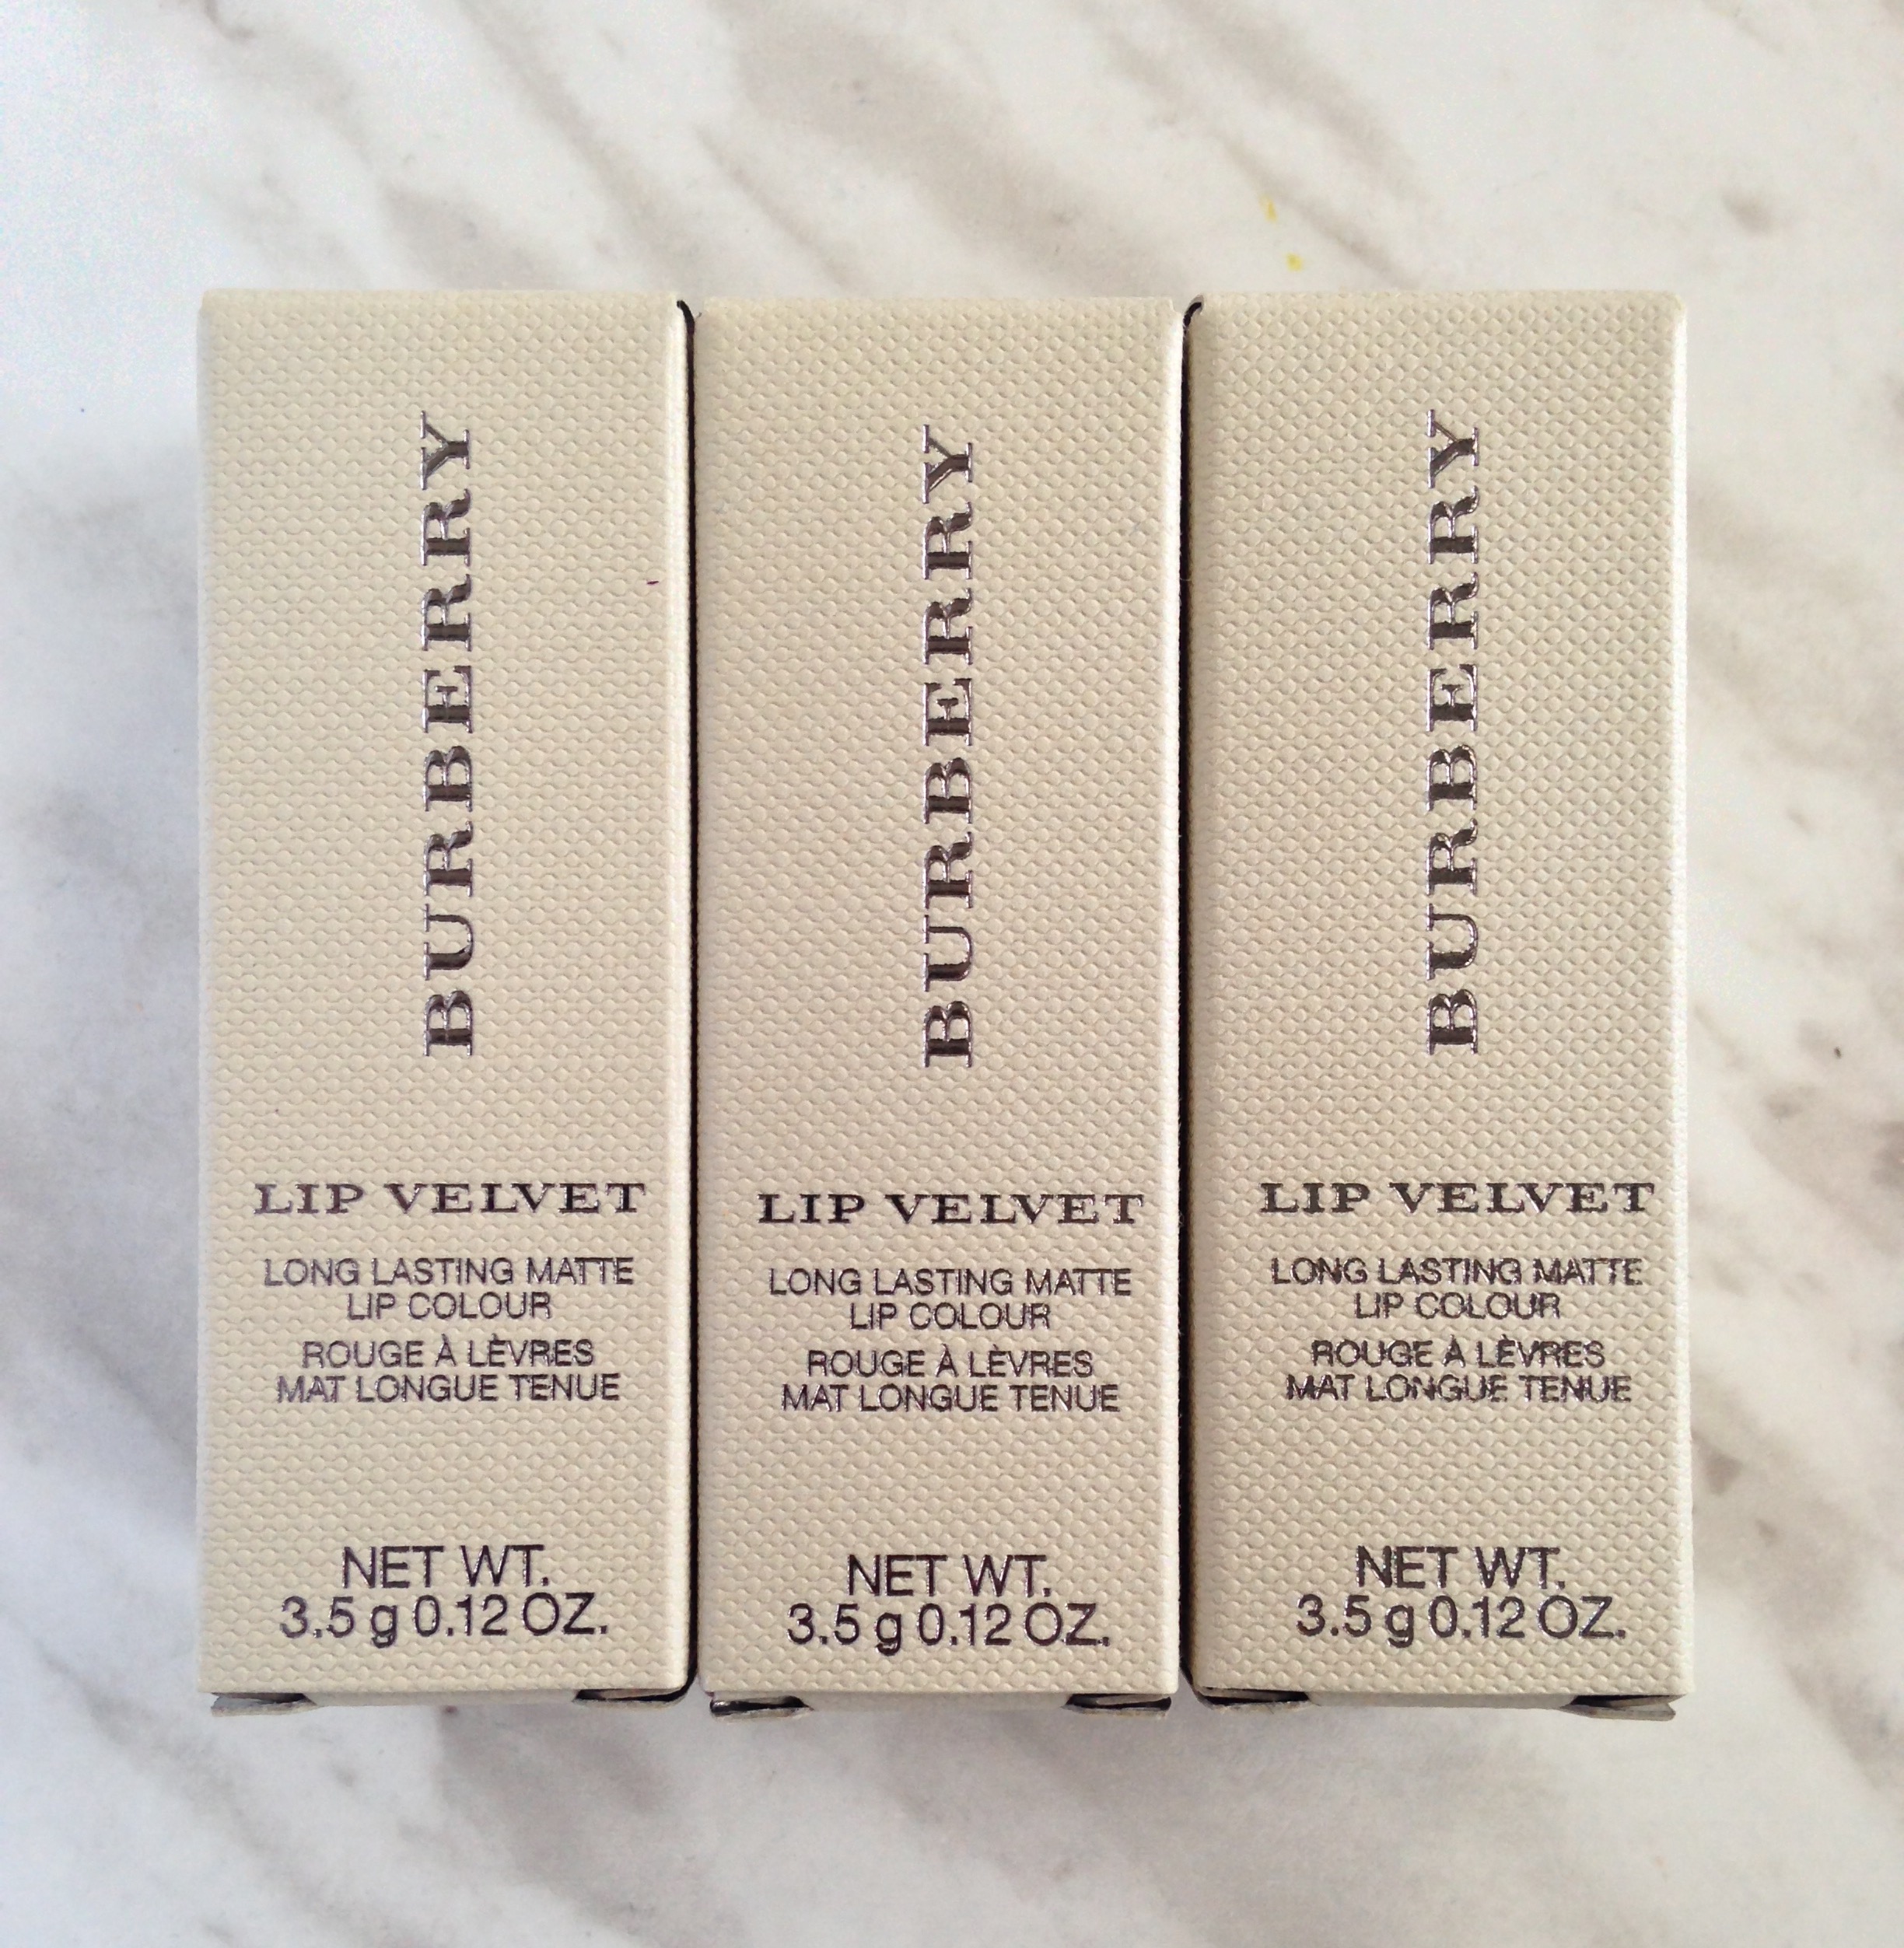 BURBERRY
LIP VELVET
LONG LASTING MATTE
LIP COLOUR
ROUGE À LÈVRES
MAT LONGUE TENUE
NET WT.
3.5 g 0.12 OZ.
BURBERRY
LIP VELVET
LONG LASTING MATTE
LIP COLOUR
ROUGE À LÈVRES
MAT LONGUE TENUE
NET WT.
3.5 g 0.12 OZ.
BURBERRY
LIP VELVET
LONG LASTING MATTE
LIP COLOUR
ROUGE À LÈVRES
MAT LONGUE TENUE
NET WT.
3.5 g 0.12 OZ.